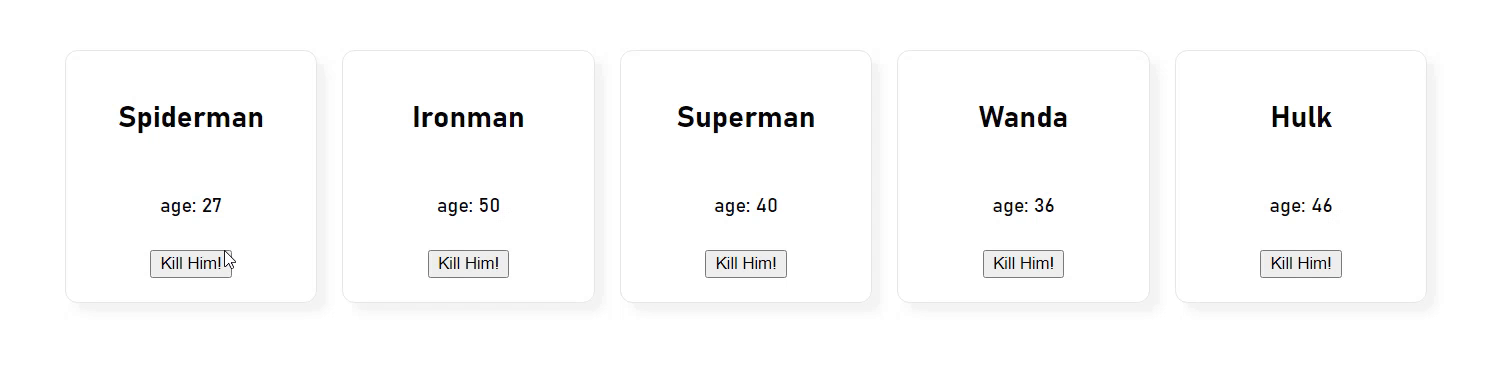 Spiderman
age: 27
Kill Him!
Ironman
age: 50
Kill Him!
Superman
age: 40
Kill Him!
Wanda
age: 36
Kill Him!
Hulk
age: 46
Kill Him!